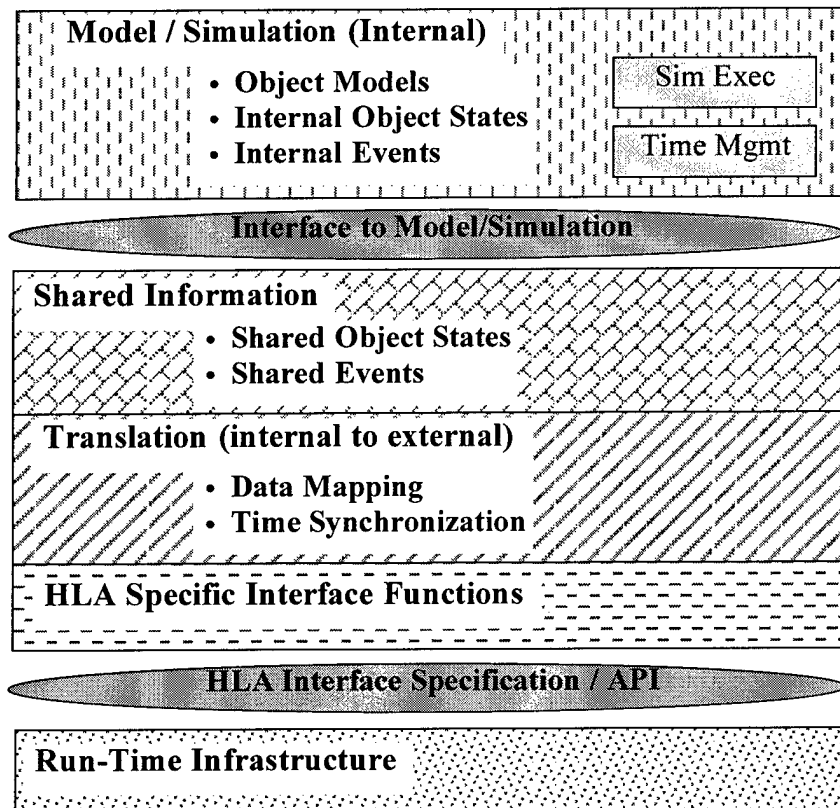 Model / Simulation (Internal)
• Object Models
• Internal Object States
• Internal Events
Sim Exec
Time Mgmt
Interface to Model/Simulation
Shared Information
• Shared Object States
• Shared Events
Translation (internal to external)
• Data Mapping
• Time Synchronization
HLA Specific Interface Functions
HLA Interface Specification / API
Run-Time Infrastructure